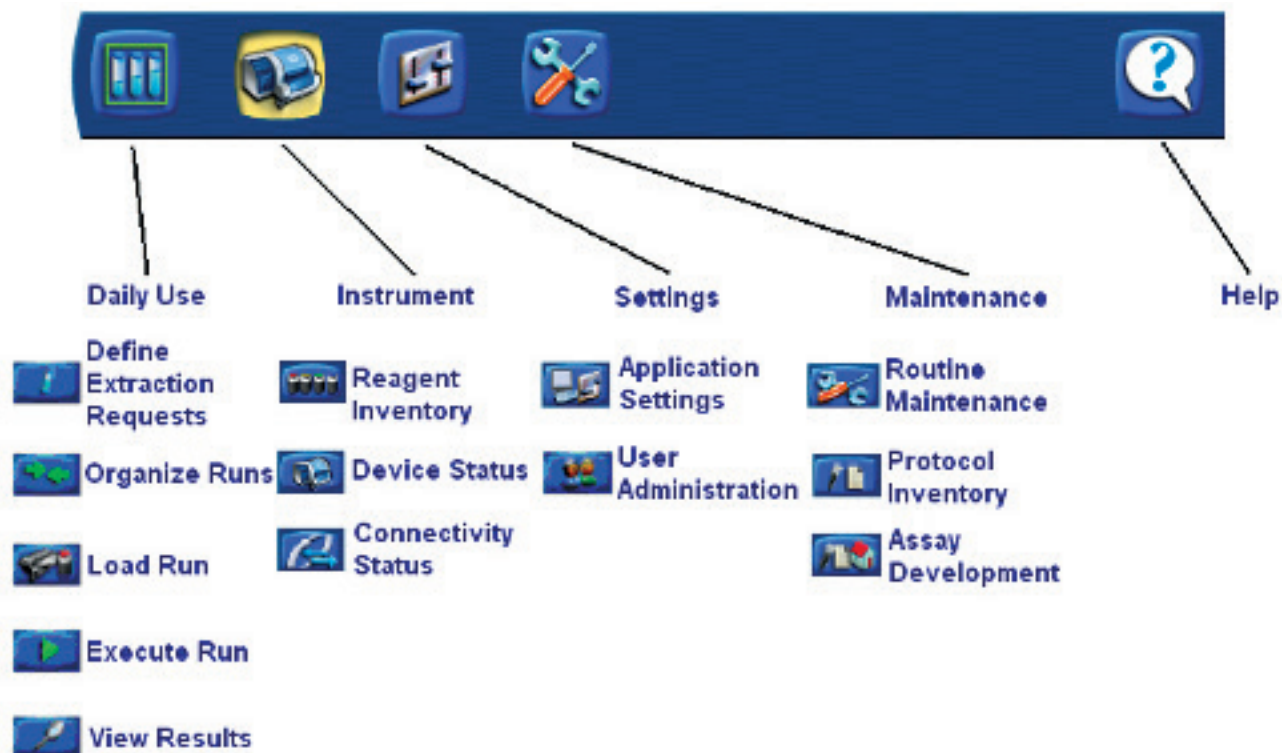 ?
Daily Use
Instrument
Settings
Maintenance
Help
Define
Extraction
Requests
Organize Runs
Load Run
Execute Run
View Results
Reagent
Inventory
Device Status
Connectivity
Status
Application
Settings
User
Administration
Routine
Maintenance
Protocol
Inventory
Assay
Development